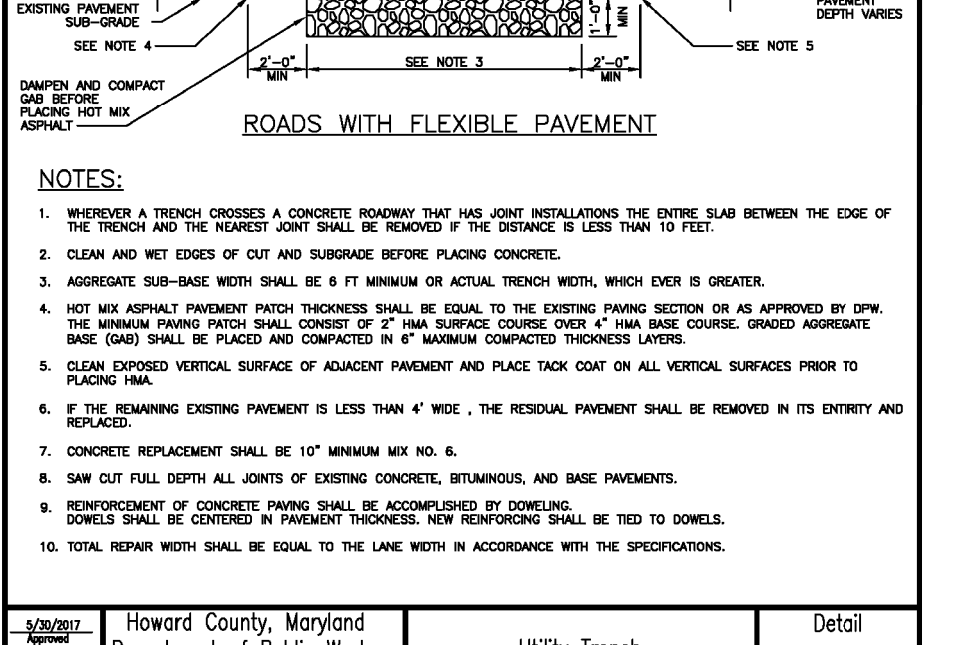 EXISTING PAVEMENT
SUB-GRADE
PAVEMENT
DEPTH VARIES
1'-0"
MIN
SEE NOTE 4
SEE NOTE 5
2'-0"
MIN
SEE NOTE 3
2'-0"
MIN
DAMPEN AND COMPACT
GAB BEFORE
PLACING HOT MIX
ASPHALT
ROADS WITH FLEXIBLE PAVEMENT
NOTES:
1. WHEREVER A TRENCH CROSSES A CONCRETE ROADWAY THAT HAS JOINT INSTALLATIONS THE ENTIRE SLAB BETWEEN THE EDGE OF
THE TRENCH AND THE NEAREST JOINT SHALL BE REMOVED IF THE DISTANCE IS LESS THAN 10 FEET.
2. CLEAN AND WET EDGES OF CUT AND SUBGRADE BEFORE PLACING CONCRETE.
3. AGGREGATE SUB-BASE WIDTH SHALL BE 6 FT MINIMUM OR ACTUAL TRENCH WIDTH, WHICH EVER IS GREATER.
4. HOT MIX ASPHALT PAVEMENT PATCH THICKNESS SHALL BE EQUAL TO THE EXISTING PAVING SECTION OR AS APPROVED BY DPW.
THE MINIMUM PAVING PATCH SHALL CONSIST OF 2" HMA SURFACE COURSE OVER 4" HMA BASE COURSE. GRADED AGGREGATE
BASE (GAB) SHALL BE PLACED AND COMPACTED IN 6" MAXIMUM COMPACTED THICKNESS LAYERS.
5. CLEAN EXPOSED VERTICAL SURFACE OF ADJACENT PAVEMENT AND PLACE TACK COAT ON ALL VERTICAL SURFACES PRIOR TO
PLACING HMA.
6. IF THE REMAINING EXISTING PAVEMENT IS LESS THAN 4' WIDE , THE RESIDUAL PAVEMENT SHALL BE REMOVED IN ITS ENTIRITY AND
REPLACED.
7. CONCRETE REPLACEMENT SHALL BE 10" MINIMUM MIX NO. 6.
8. SAW CUT FULL DEPTH ALL JOINTS OF EXISTING CONCRETE, BITUMINOUS, AND BASE PAVEMENTS.
9. REINFORCEMENT OF CONCRETE PAVING SHALL BE ACCOMPLISHED BY DOWELING.
DOWELS SHALL BE CENTERED IN PAVEMENT THICKNESS. NEW REINFORCING SHALL BE TIED TO DOWELS.
10. TOTAL REPAIR WIDTH SHALL BE EQUAL TO THE LANE WIDTH IN ACCORDANCE WITH THE SPECIFICATIONS.
5/30/2017
Approved
Howard County, Maryland
Department of Public Works
Utility Trench
Detail